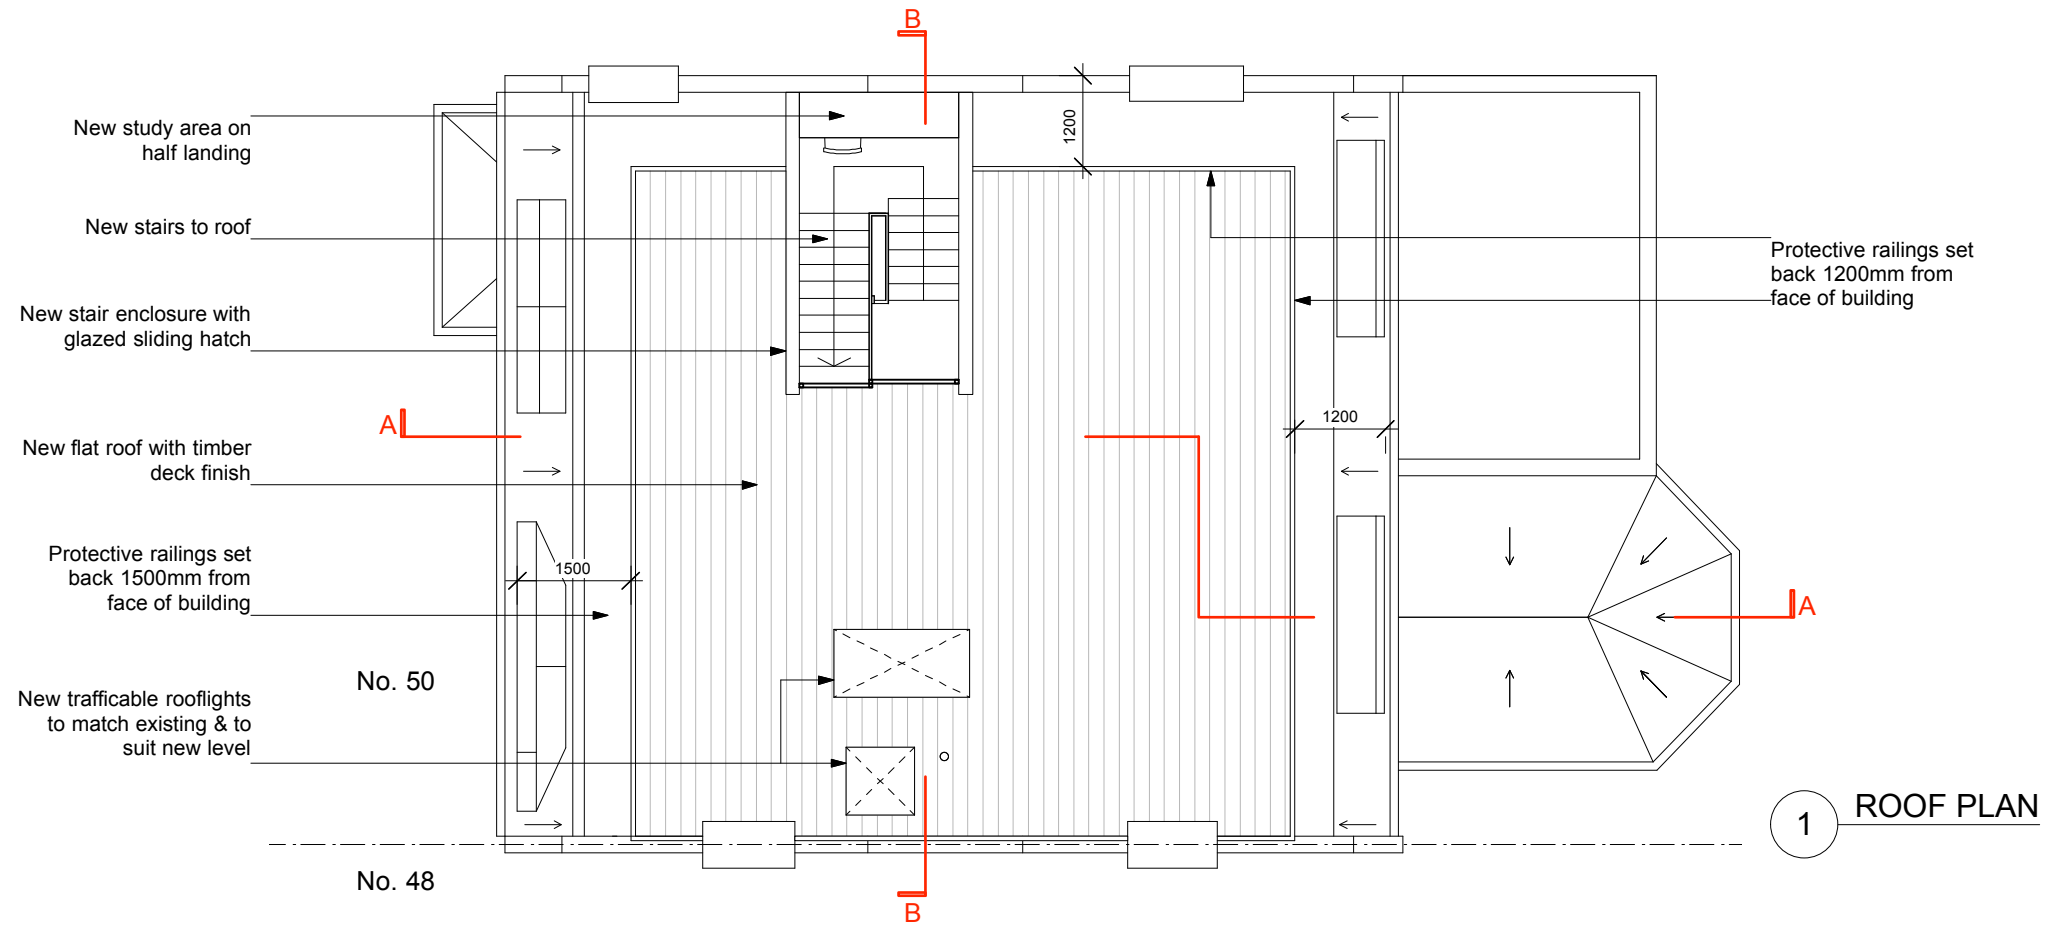 B
New study area on
half landing
1200
New stairs to roof
Protective railings set
back 1200mm from
face of building
New stair enclosure with
glazed sliding hatch
A
1200
New flat roof with timber
deck finish
Protective railings set
back 1500mm from
face of building
1500
A
No. 50
New trafficable rooflights
to match existing & to
suit new level
1
ROOF PLAN
No. 48
B